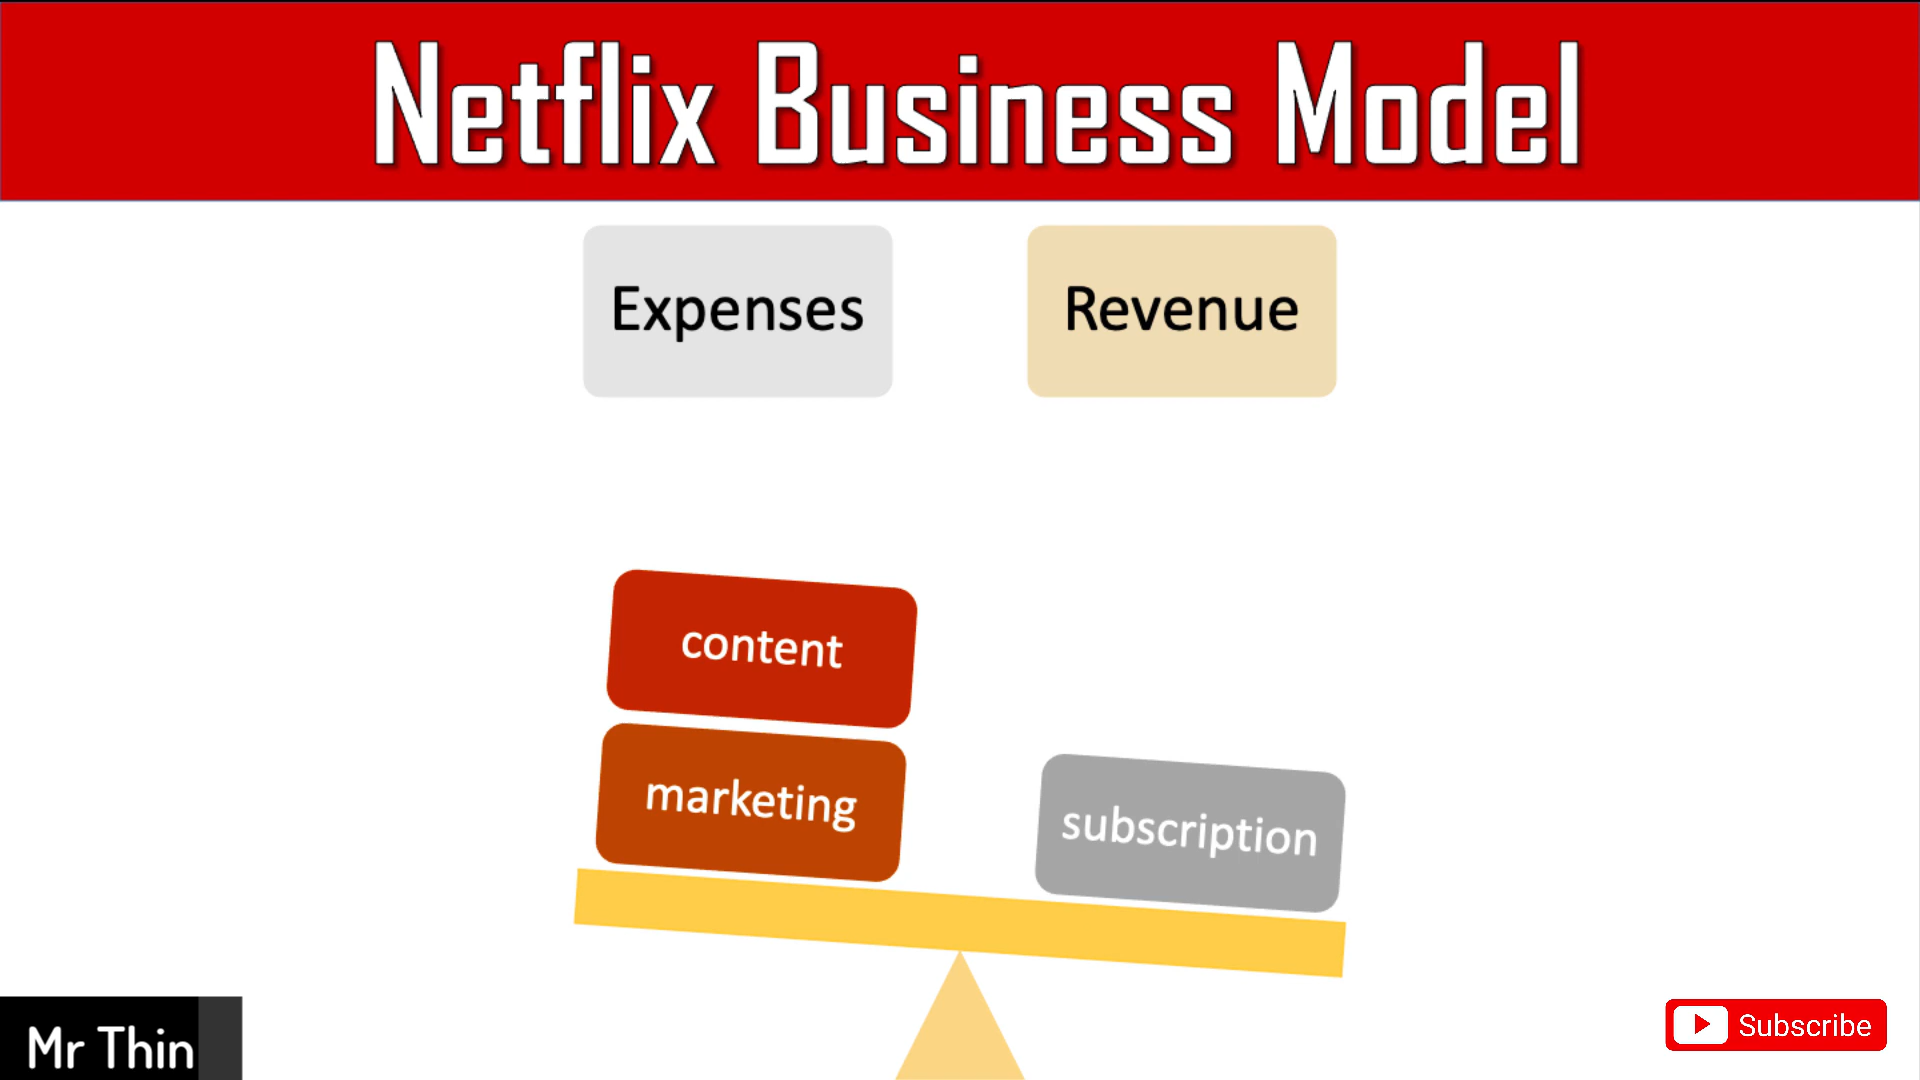 Netflix Business Model
Expenses
Revenue
content
marketing
subscription
Mr Thin
Subscribe